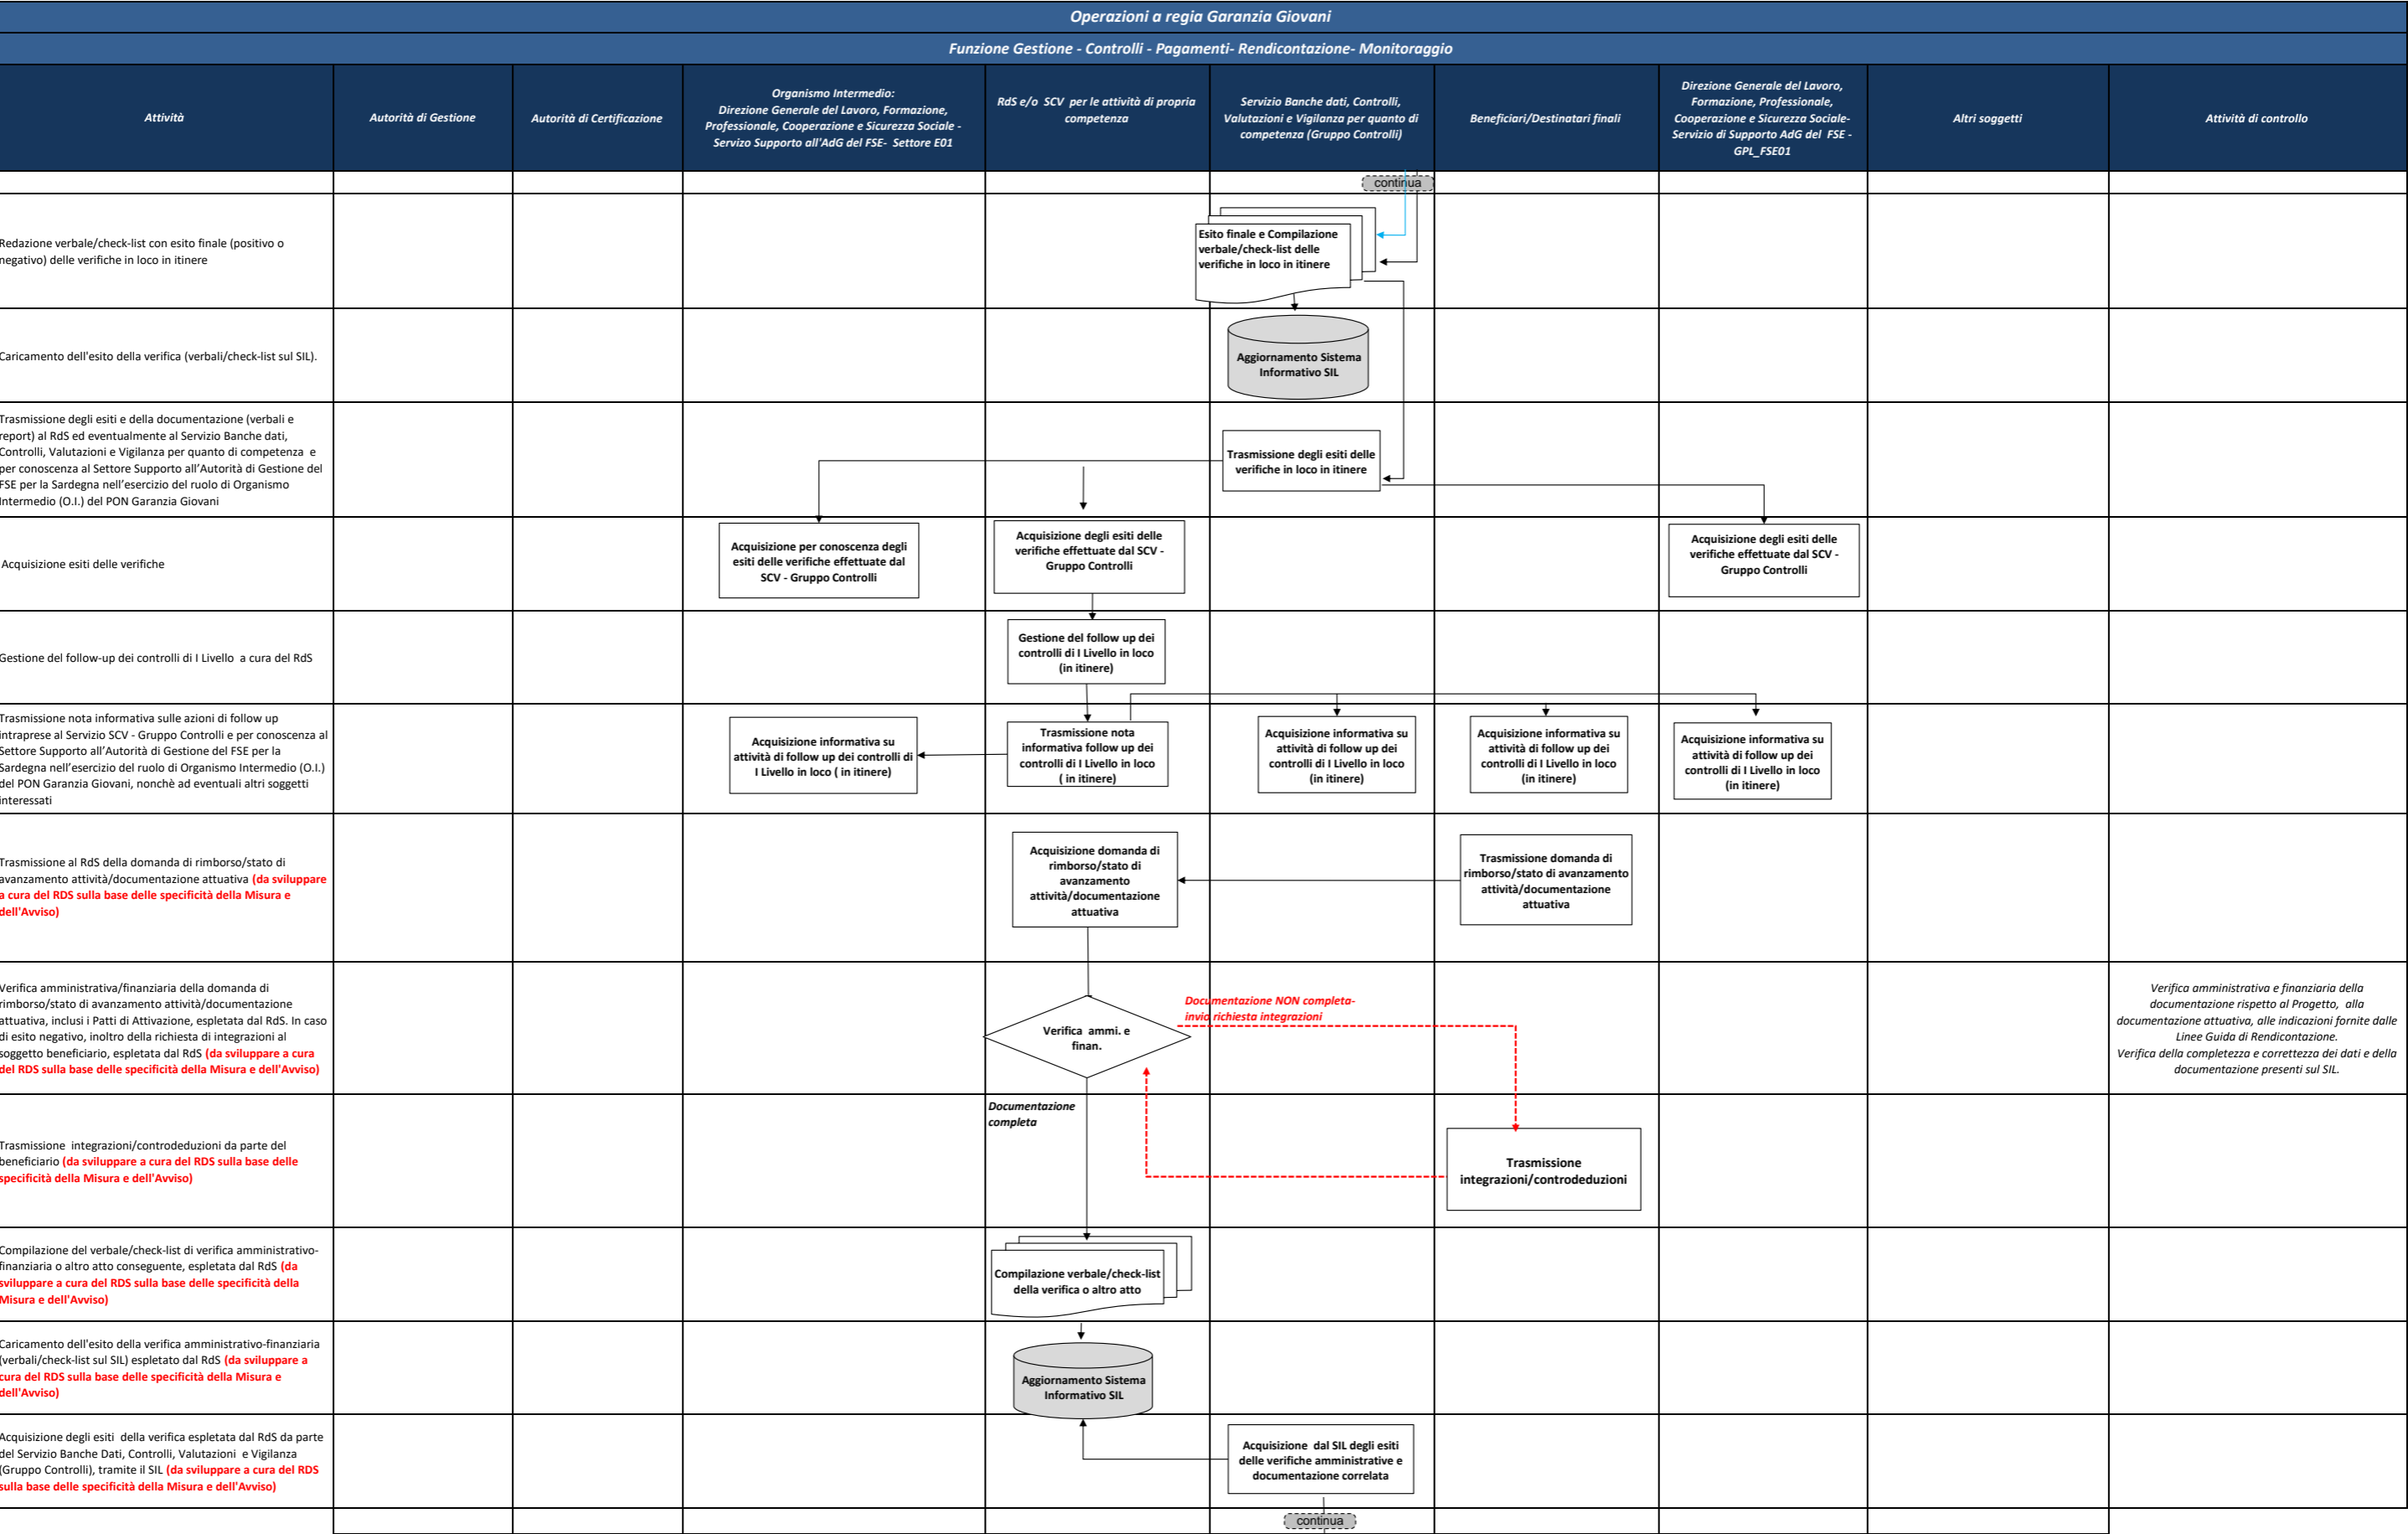 Operazioni a regia Garanzia Giovani
Funzione Gestione - Controlli - Pagamenti- Rendicontazione- Monitoraggio
Attività
Autorità di Gestione
Autorità di Certificazione
Organismo Intermedio:
Direzione Generale del Lavoro, Formazione,
Professionale, Cooperazione e Sicurezza Sociale -
Servizo Supporto all'AdG del FSE- Settore E01
RdS e/o SCV per le attività di propria
competenza
Servizio Banche dati, Controlli,
Valutazioni e Vigilanza per quanto di
competenza (Gruppo Controlli)
Beneficiari/Destinatari finali
Direzione Generale del Lavoro,
Formazione, Professionale,
Cooperazione e Sicurezza Sociale-
Servizio di Supporto AdG del FSE -
GPL_FSE01
Altri soggetti
Attività di controllo
continua
Redazione verbale/check-list con esito finale (positivo o
negativo) delle verifiche in loco in itinere
Esito finale e Compilazione
verbale/check-list delle
verifiche in loco in itinere
Caricamento dell'esito della verifica (verbali/check-list sul SIL).
Aggiornamento Sistema
Informativo SIL
Trasmissione degli esiti e della documentazione (verbali e
report) al RdS ed eventualmente al Servizio Banche dati,
Controlli, Valutazioni e Vigilanza per quanto di competenza e
per conoscenza al Settore Supporto all'Autorità di Gestione del
FSE per la Sardegna nell'esercizio del ruolo di Organismo
Intermedio (O.I.) del PON Garanzia Giovani
Trasmissione degli esiti delle
verifiche in loco in itinere
Acquisizione esiti delle verifiche
Acquisizione per conoscenza degli
esiti delle verifiche effettuate dal
SCV - Gruppo Controlli
Acquisizione degli esiti delle
verifiche effettuate dal SCV -
Gruppo Controlli
Acquisizione degli esiti delle
verifiche effettuate dal SCV -
Gruppo Controlli
Gestione del follow-up dei controlli di I Livello a cura del RdS
Gestione del follow up dei
controlli di I Livello in loco
(in itinere)
Trasmissione nota informativa sulle azioni di follow up
intraprese al Servizio SCV - Gruppo Controlli e per conoscenza al
Settore Supporto all'Autorità di Gestione del FSE per la
Sardegna nell'esercizio del ruolo di Organismo Intermedio (O.I.)
del PON Garanzia Giovani, nonchè ad eventuali altri soggetti
interessati
Acquisizione informativa su
attività di follow up dei controlli di
I Livello in loco ( in itinere)
Trasmissione nota
informativa follow up dei
controlli di I Livello in loco
( in itinere)
Acquisizione informativa su
attività di follow up dei
controlli di I Livello in loco
(in itinere)
Acquisizione informativa su
attività di follow up dei
controlli di I Livello in loco
(in itinere)
Acquisizione informativa su
attività di follow up dei
controlli di I Livello in loco
(in itinere)
Trasmissione al RdS della domanda di rimborso/stato di
avanzamento attività/documentazione attuativa (da sviluppare
a cura del RDS sulla base delle specificità della Misura e
dell'Avviso)
Acquisizione domanda di
rimborso/stato di
avanzamento
attività/documentazione
attuativa
Trasmissione domanda di
rimborso/stato di avanzamento
attività/documentazione
attuativa
Verifica amministrativa/finanziaria della domanda di
rimborso/stato di avanzamento attività/documentazione
attuativa, inclusi i Patti di Attivazione, espletata dal RdS. In caso
di esito negativo, inoltro della richiesta di integrazioni al
soggetto beneficiario, espletata dal RdS (da sviluppare a cura
del RDS sulla base delle specificità della Misura e dell'Avviso)
Verifica ammi. e
finan.
Documentazione NON completa-
invio richiesta integrazioni
Verifica amministrativa e finanziaria della
documentazione rispetto al Progetto, alla
documentazione attuativa, alle indicazioni fornite dalle
Linee Guida di Rendicontazione.
Verifica della completezza e correttezza dei dati e della
documentazione presenti sul SIL.
Documentazione
completa
Trasmissione integrazioni/controdeduzioni da parte del
beneficiario (da sviluppare a cura del RDS sulla base delle
specificità della Misura e dell'Avviso)
Trasmissione
integrazioni/controdeduzioni
Compilazione del verbale/check-list di verifica amministrativo-
finanziaria o altro atto conseguente, espletata dal RdS (da
sviluppare a cura del RDS sulla base delle specificità della
Misura e dell'Avviso)
Compilazione verbale/check-list
della verifica o altro atto
Caricamento dell'esito della verifica amministrativo-finanziaria
(verbali/check-list sul SIL) espletato dal RdS (da sviluppare a
cura del RDS sulla base delle specificità della Misura e
dell'Avviso)
Aggiornamento Sistema
Informativo SIL
Acquisizione degli esiti della verifica espletata dal RdS da parte
del Servizio Banche Dati, Controlli, Valutazioni e Vigilanza
(Gruppo Controlli), tramite il SIL (da sviluppare a cura del RDS
sulla base delle specificità della Misura e dell'Avviso)
Acquisizione dal SIL degli esiti
delle verifiche amministrative e
documentazione correlata
continua